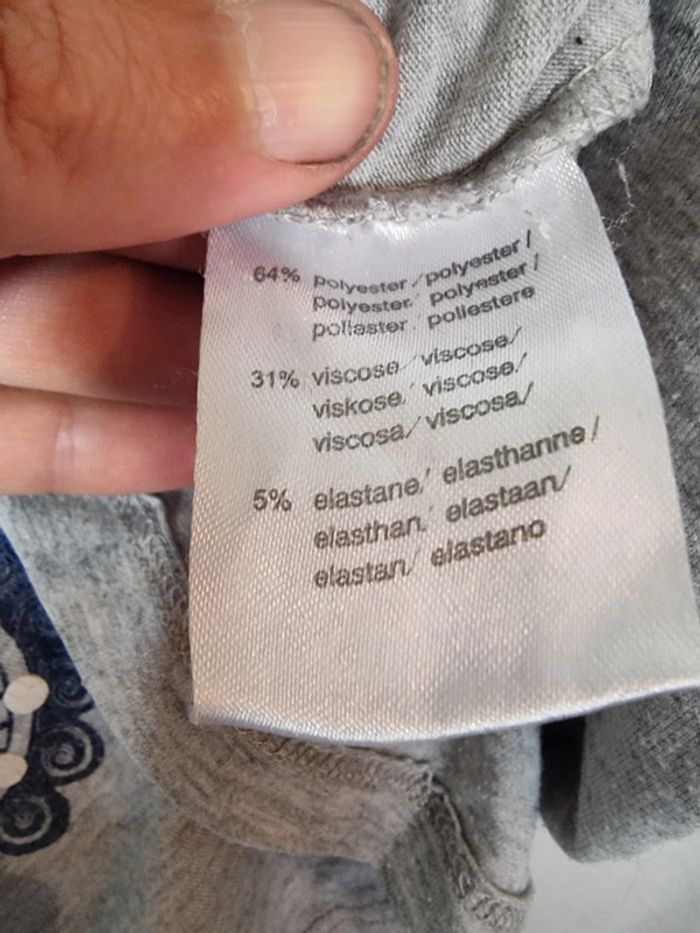 64% polyester/polyester/
polyester/ polyester/
poliaster/ poliestere
31% viscose/viscose/
viskose/ viscose/
viscosa/viscosa/
5% elastane/ elasthanne/
elasthan/ elastaan/
elastan/ elastano